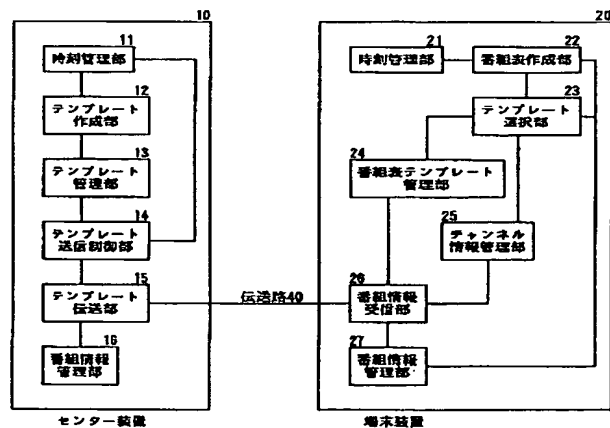 10
11
時刻管理部
12
テンプレート
作成部
13
テンプレート
管理部
14
テンプレート
送信制御部
15
テンプレート
伝送部
16
番組情報
管理部
センター装置
伝送路40
20
21
時刻管理部
22
番組表作成部
23
テンプレート
選択部
24
番組表テンプレート
管理部
25
チャンネル
情報管理部
26
番組情報
受信部
27
番組情報
管理部
端末装置